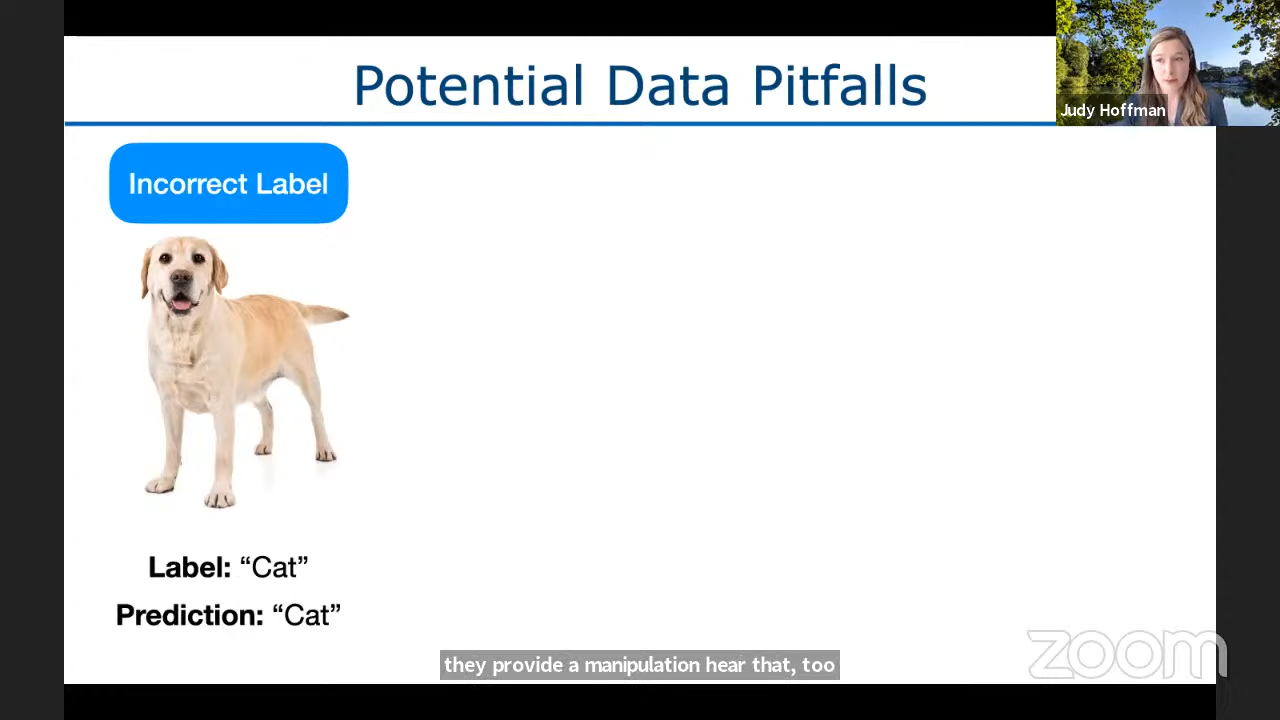 Potential Data Pitfalls
Judy Hoffman
Incorrect Label
Label: “Cat”
Prediction: “Cat”
they provide a manipulation hear that, too
zoom